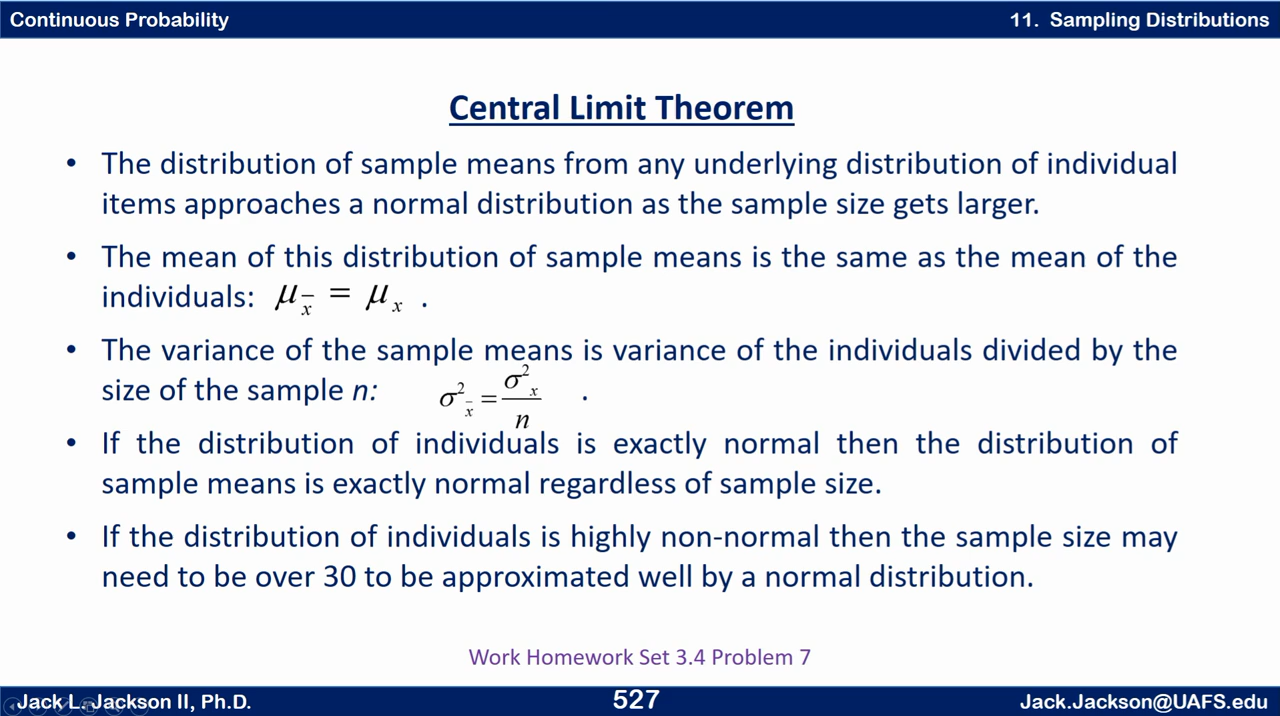 Continuous Probability
11. Sampling Distributions
Central Limit Theorem
• The distribution of sample means from any underlying distribution of individual
items approaches a normal distribution as the sample size gets larger.
• The mean of this distribution of sample means is the same as the mean of the
individuals: μ_x̄ = μ_x .
• The variance of the sample means is variance of the individuals divided by the
size of the sample n: σ²_x̄ = σ²_x / n .
• If the distribution of individuals is exactly normal then the distribution of
sample means is exactly normal regardless of sample size.
• If the distribution of individuals is highly non-normal then the sample size may
need to be over 30 to be approximated well by a normal distribution.
Work Homework Set 3.4 Problem 7
Jack L. Jackson II, Ph.D.
527
Jack.Jackson@UAFS.edu